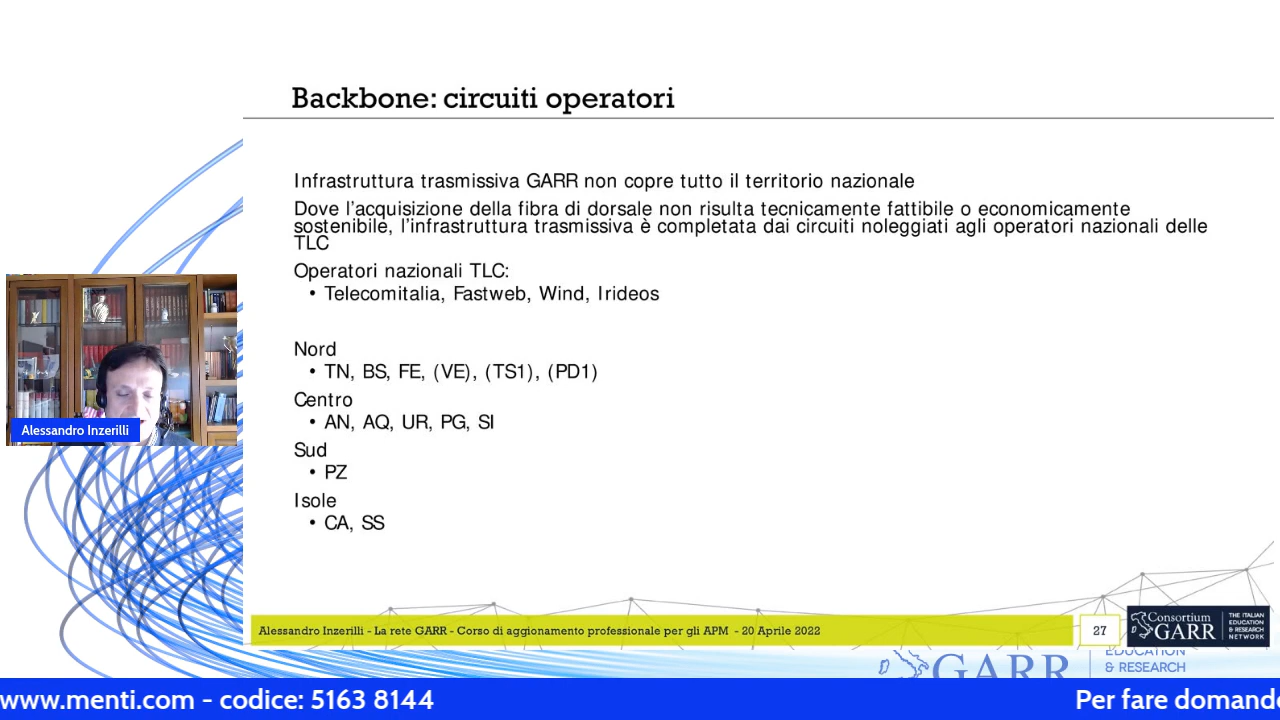 Backbone: circuiti operatori
Infrastruttura trasmissiva GARR non copre tutto il territorio nazionale
Dove l'acquisizione della fibra di dorsale non risulta tecnicamente fattibile o economicamente
sostenibile, l'infrastruttura trasmissiva è completata dai circuiti noleggiati agli operatori nazionali delle
TLC
Operatori nazionali TLC:
• Telecomitalia, Fastweb, Wind, Irideos
Nord
• TN, BS, FE, (VE), (TS1), (PD1)
Centro
• AN, AQ, UR, PG, SI
Sud
• PZ
Isole
• CA, SS
Alessandro Inzerilli
Alessandro Inzerilli - La rete GARR - Corso di aggionamento professionale per gli APM - 20 Aprile 2022
27
Consortium
GARR
THE ITALIAN
EDUCATION
& RESEARCH
NETWORK
GARR
EDUCATION
& RESEARCH
www.menti.com - codice: 5163 8144
Per fare domande